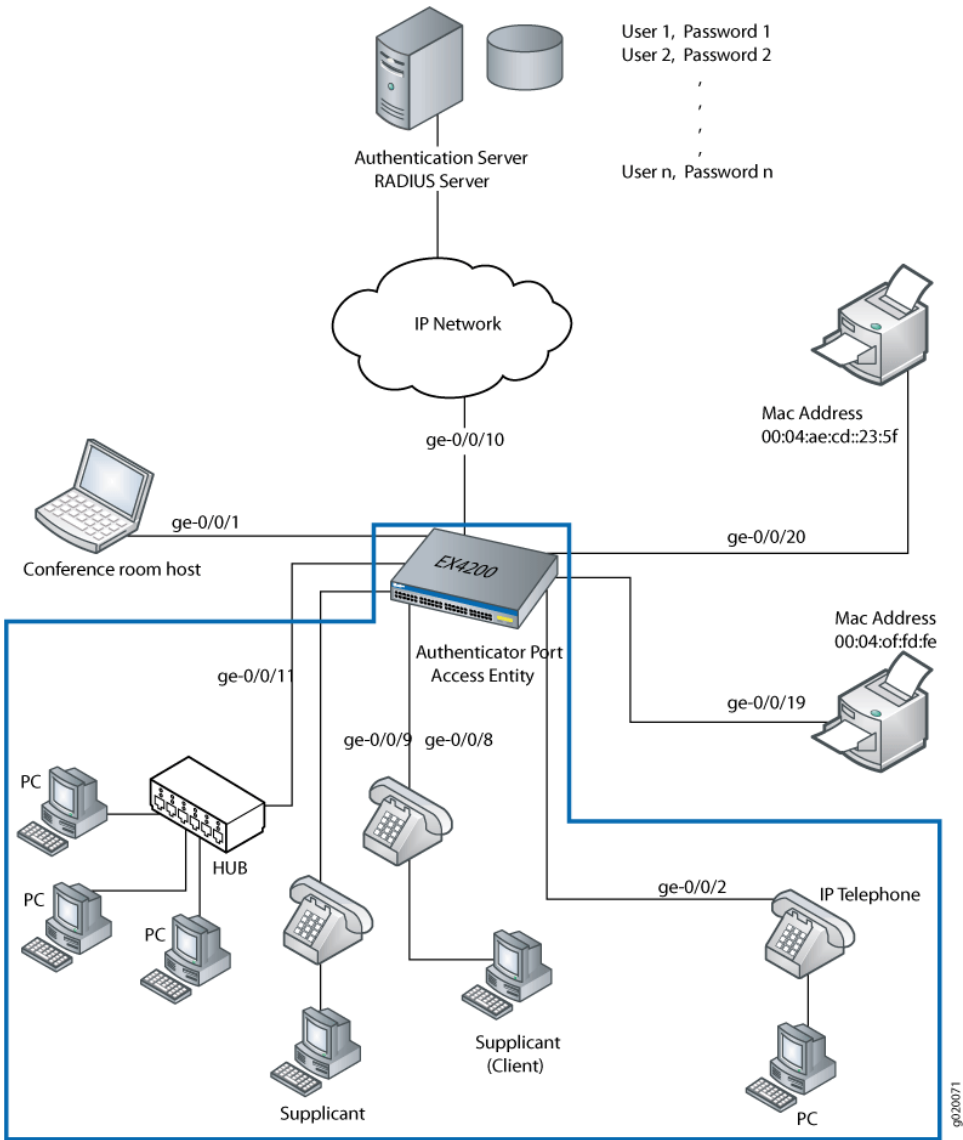 User 1, Password 1
User 2, Password 2
,
,
,
,
User n, Password n
Authentication Server
RADIUS Server
IP Network
ge-0/0/10
Mac Address
00:04:ae:cd::23:5f
ge-0/0/1
ge-0/0/20
Conference room host
EX4200
Authenticator Port
Access Entity
Mac Address
00:04:of:fd:fe
ge-0/0/11
ge-0/0/19
ge-0/0/9
ge-0/0/8
PC
HUB
PC
PC
ge-0/0/2
IP Telephone
Supplicant
(Client)
Supplicant
PC
g020071